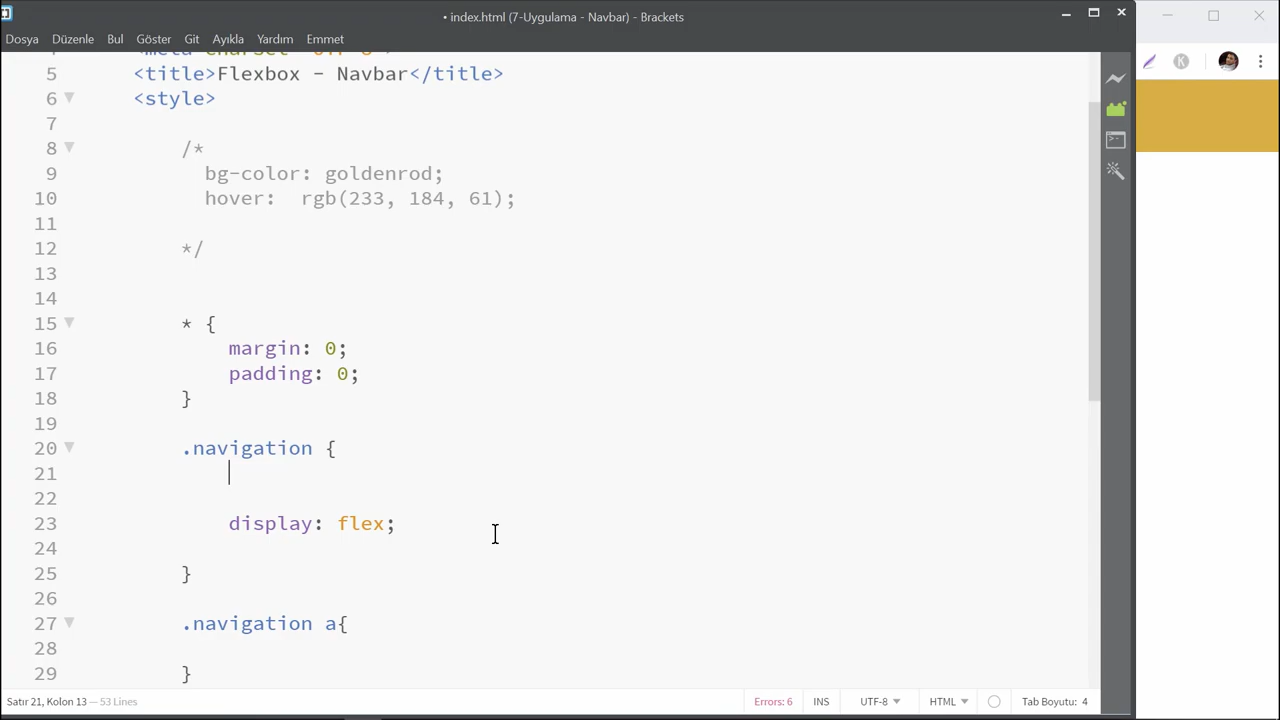 • index.html (7-Uygulama - Navbar) - Brackets
Dosya Düzenle Bul Göster Git Ayıkla Yardım Emmet
5 <title>Flexbox - Navbar</title>
6 <style>
7
8 /*
9 bg-color: goldenrod;
10 hover:  rgb(233, 184, 61);
11
12 */
13
14
15 * {
16 margin: 0;
17 padding: 0;
18 }
19
20 .navigation {
21
22
23 display: flex;
24
25 }
26
27 .navigation a{
28
29 }
Satır 21, Kolon 13 — 53 Lines Errors: 6 INS UTF-8 HTML Tab Boyutu: 4
K